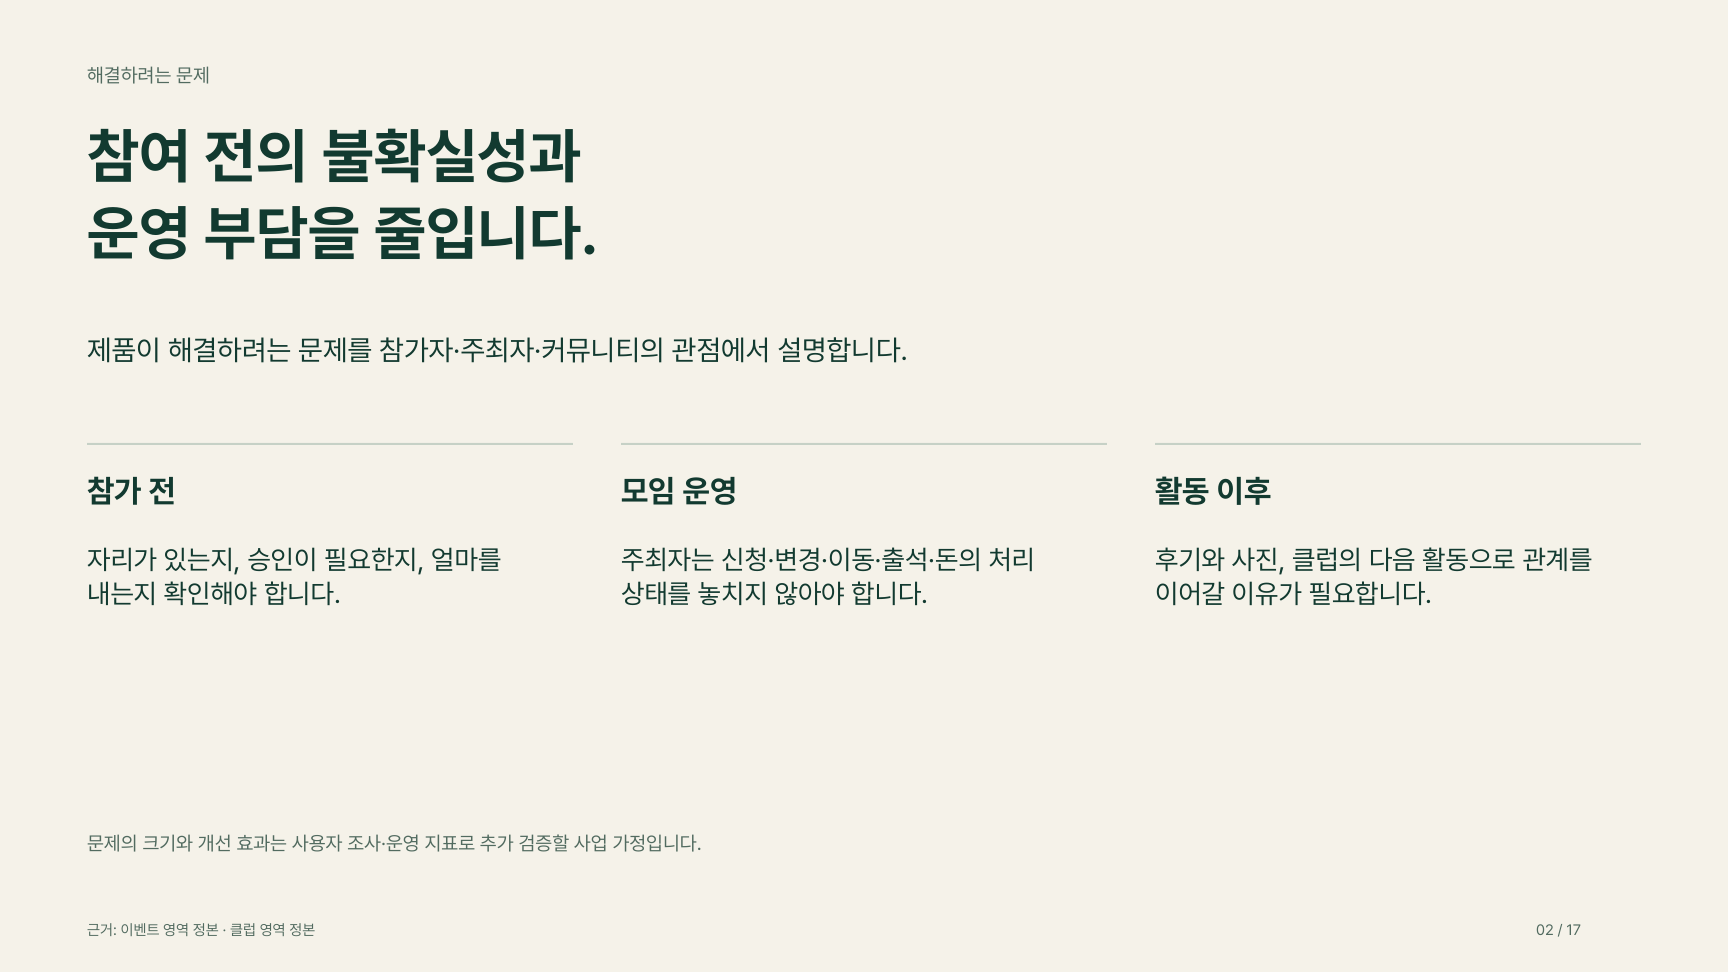 해결하려는 문제
참여 전의 불확실성과
운영 부담을 줄입니다.
제품이 해결하려는 문제를 참가자·주최자·커뮤니티의 관점에서 설명합니다.
참가 전
자리가 있는지, 승인이 필요한지, 얼마를
내는지 확인해야 합니다.
모임 운영
주최자는 신청·변경·이동·출석·돈의 처리
상태를 놓치지 않아야 합니다.
활동 이후
후기와 사진, 클럽의 다음 활동으로 관계를
이어갈 이유가 필요합니다.
문제의 크기와 개선 효과는 사용자 조사·운영 지표로 추가 검증할 사업 가정입니다.
근거: 이벤트 영역 정본 · 클럽 영역 정본
02 / 17